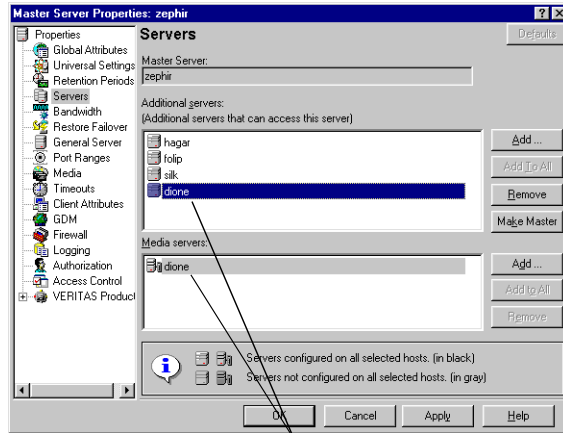 Master Server Properties: zephir
Properties
Global Attributes
Universal Settings
Retention Periods
Servers
Bandwidth
Restore Failover
General Server
Port Ranges
Media
Timeouts
Client Attributes
GDM
Firewall
Logging
Authorization
Access Control
VERITAS Product
Servers
Defaults
Master Server:
zephir
Additional servers:
(Additional servers that can access this server)
hagar
folip
silk
dione
Add ...
Add To All
Remove
Make Master
Media servers:
dione
Add ...
Add to All
Remove
Servers configured on all selected hosts. (in black)
Servers not configured on all selected hosts. (in gray)
OK
Cancel
Apply
Help